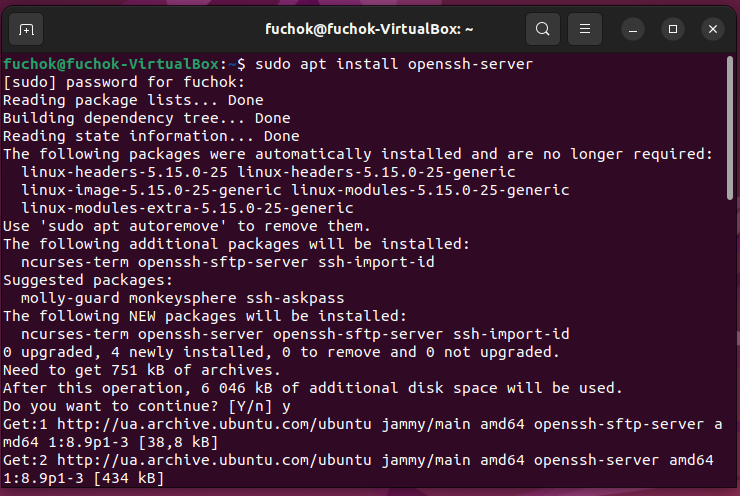 fuchok@fuchok-VirtualBox: ~
fuchok@fuchok-VirtualBox:~$ sudo apt install openssh-server
[sudo] password for fuchok:
Reading package lists... Done
Building dependency tree... Done
Reading state information... Done
The following packages were automatically installed and are no longer required:
  linux-headers-5.15.0-25 linux-headers-5.15.0-25-generic
  linux-image-5.15.0-25-generic linux-modules-5.15.0-25-generic
  linux-modules-extra-5.15.0-25-generic
Use 'sudo apt autoremove' to remove them.
The following additional packages will be installed:
  ncurses-term openssh-sftp-server ssh-import-id
Suggested packages:
  molly-guard monkeysphere ssh-askpass
The following NEW packages will be installed:
  ncurses-term openssh-server openssh-sftp-server ssh-import-id
0 upgraded, 4 newly installed, 0 to remove and 0 not upgraded.
Need to get 751 kB of archives.
After this operation, 6 046 kB of additional disk space will be used.
Do you want to continue? [Y/n] y
Get:1 http://ua.archive.ubuntu.com/ubuntu jammy/main amd64 openssh-sftp-server a
md64 1:8.9p1-3 [38,8 kB]
Get:2 http://ua.archive.ubuntu.com/ubuntu jammy/main amd64 openssh-server amd64
1:8.9p1-3 [434 kB]